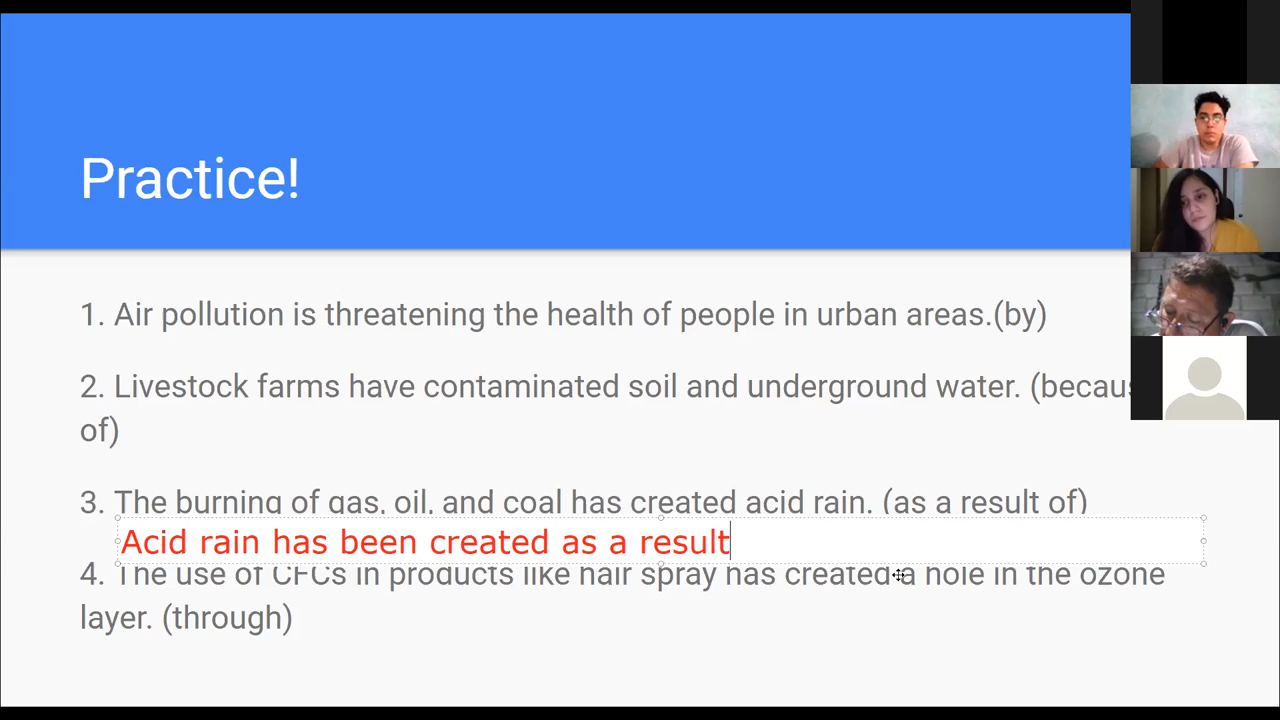 Practice!
1. Air pollution is threatening the health of people in urban areas.(by)
2. Livestock farms have contaminated soil and underground water. (becau
of)
3. The burning of gas, oil, and coal has created acid rain. (as a result of)
Acid rain has been created as a result
4. The use of CFCs in products like hair spray has created a hole in the ozone
layer. (through)